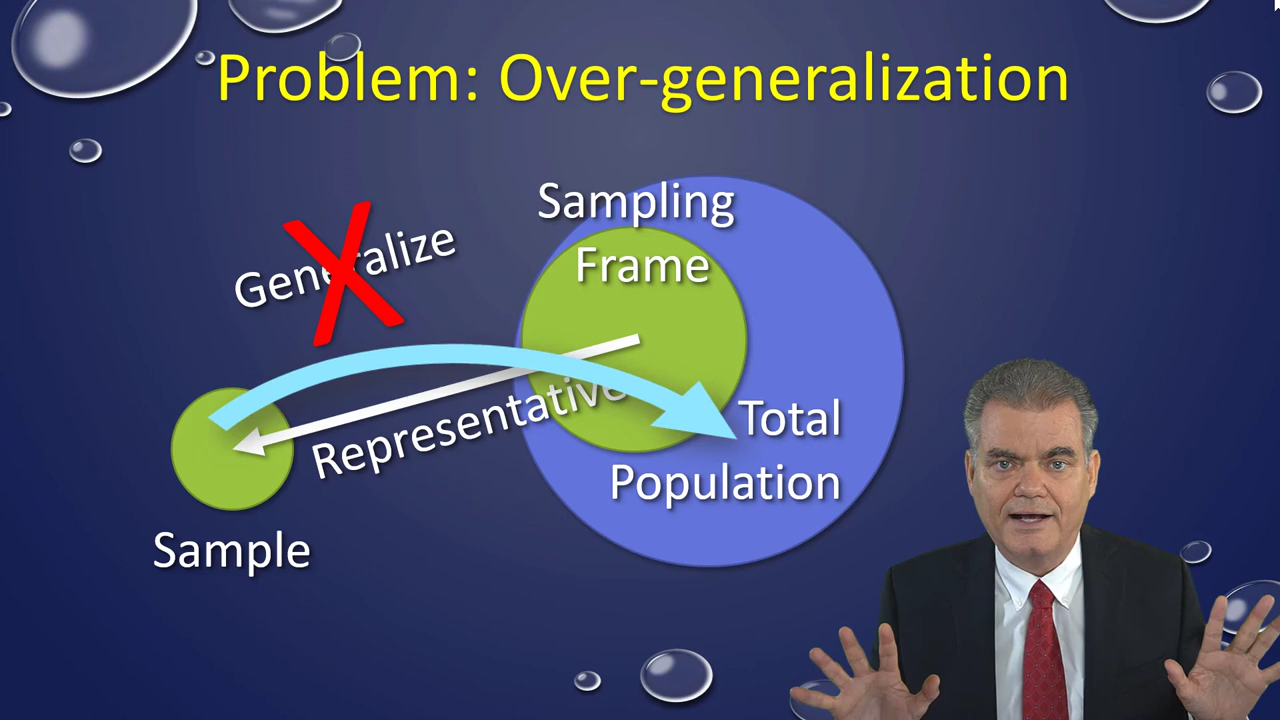 Problem: Over-generalization
Sampling
Frame
Generalize
X
Representative
Total
Population
Sample